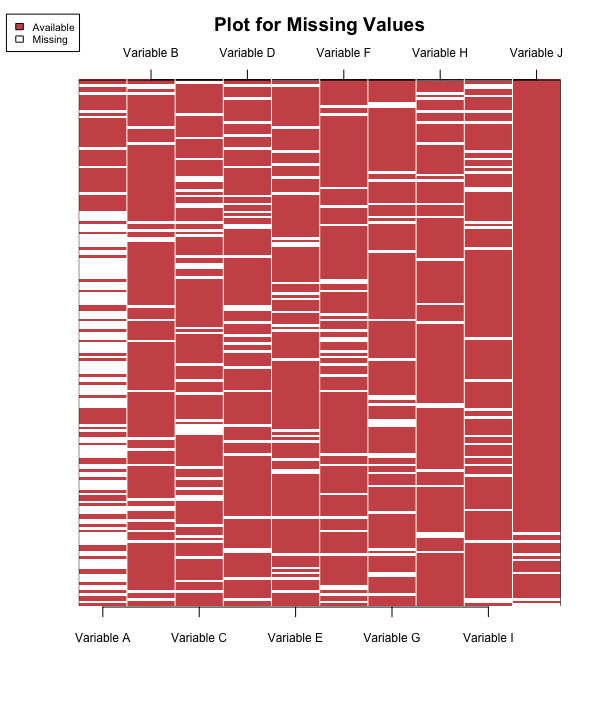 Plot for Missing Values
Available
Missing
Variable B
Variable D
Variable F
Variable H
Variable J
Variable A
Variable C
Variable E
Variable G
Variable I